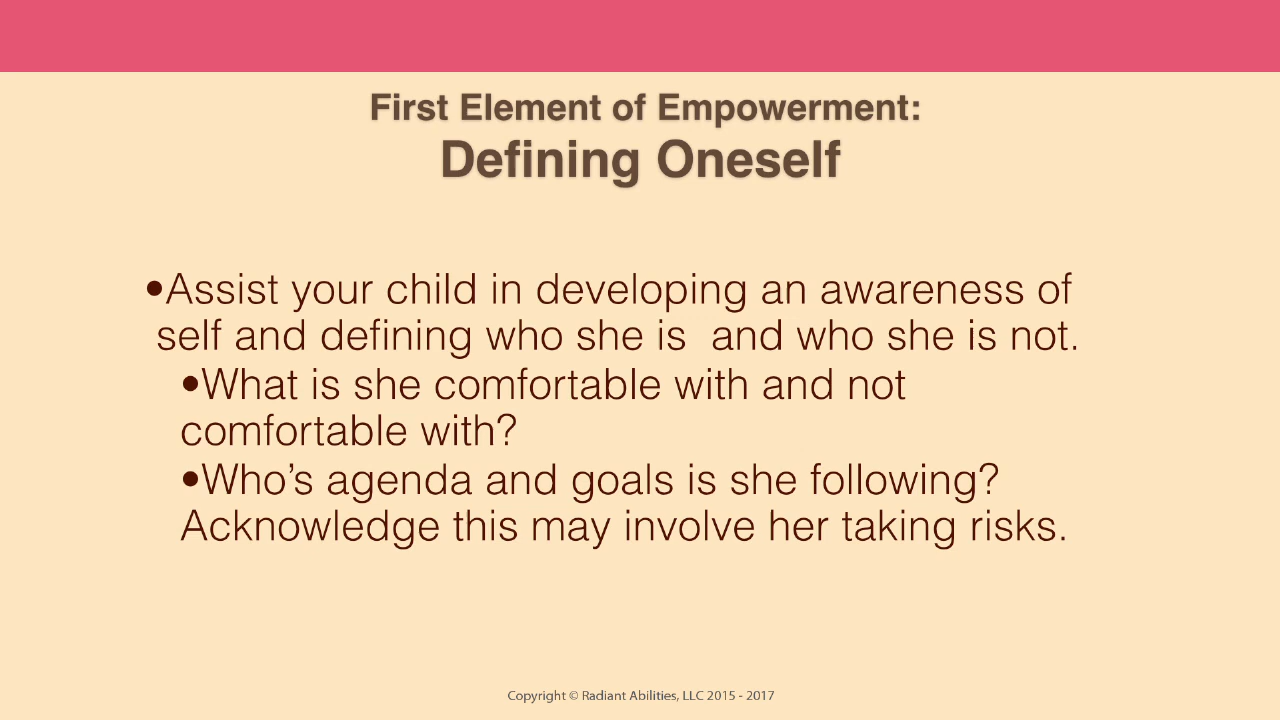 First Element of Empowerment:
Defining Oneself
•Assist your child in developing an awareness of
self and defining who she is  and who she is not.
•What is she comfortable with and not
comfortable with?
•Who’s agenda and goals is she following?
Acknowledge this may involve her taking risks.
Copyright © Radiant Abilities, LLC 2015 - 2017